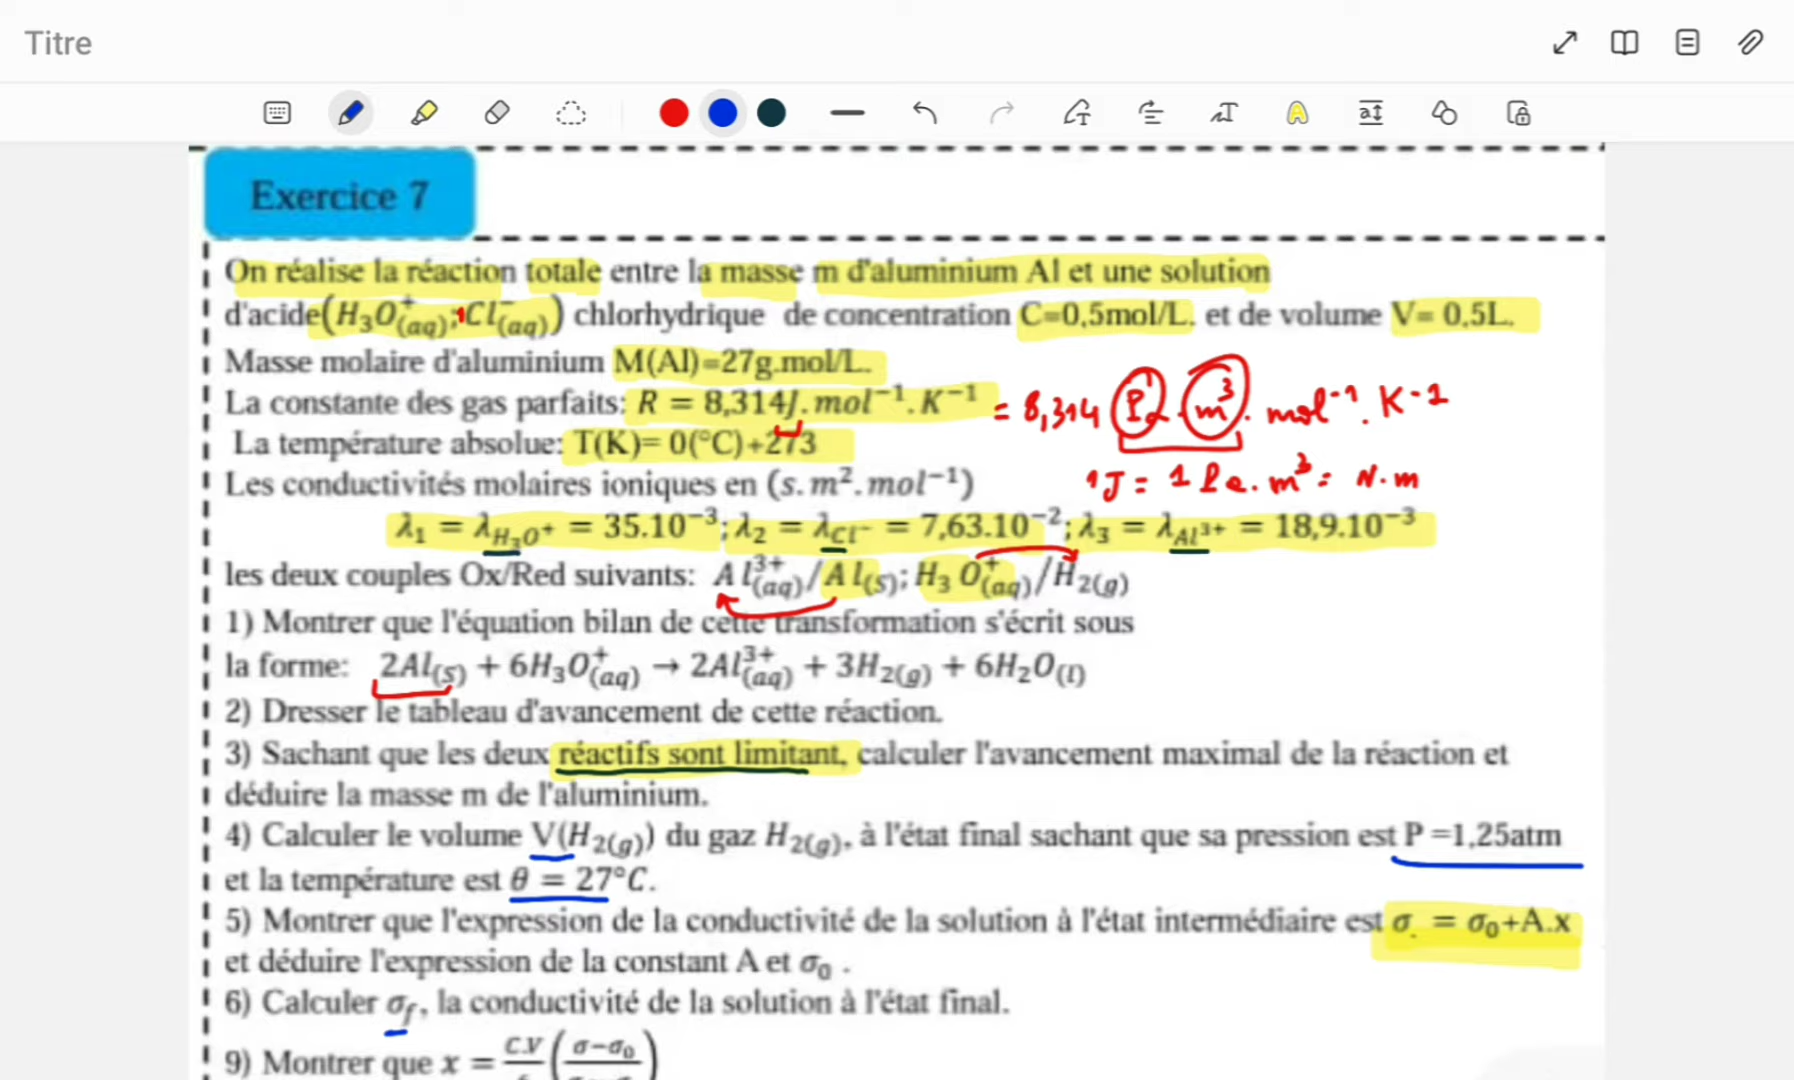 Titre
Exercice 7
On réalise la réaction totale entre la masse m d'aluminium Al et une solution
d'acide(H₃O⁺(aq);Cl⁻(aq)) chlorhydrique de concentration C=0,5mol/L. et de volume V= 0,5L.
Masse molaire d'aluminium M(Al)=27g.mol/L.
La constante des gas parfaits: R = 8,314J.mol⁻¹.K⁻¹ = 8,314 Pa . m³ . mol⁻¹ . K⁻¹
La température absolue: T(K)= 0(°C)+273
Les conductivités molaires ioniques en (s.m².mol⁻¹) 1J = 1 Pa . m³ = N.m
λ₁ = λH₃O⁺ = 35.10⁻³; λ₂ = λCl⁻ = 7,63.10⁻²; λ₃ = λAl³⁺ = 18,9.10⁻³
les deux couples Ox/Red suivants: Al³⁺(aq)/Al(S); H₃O⁺(aq)/H₂(g)
1) Montrer que l'équation bilan de cette transformation s'écrit sous
la forme: 2Al(S) + 6H₃O⁺(aq) → 2Al³⁺(aq) + 3H₂(g) + 6H₂O(l)
2) Dresser le tableau d'avancement de cette réaction.
3) Sachant que les deux réactifs sont limitant, calculer l'avancement maximal de la réaction et
déduire la masse m de l'aluminium.
4) Calculer le volume V(H₂(g)) du gaz H₂(g), à l'état final sachant que sa pression est P =1,25atm
et la température est θ = 27°C.
5) Montrer que l'expression de la conductivité de la solution à l'état intermédiaire est σ = σ₀+A.x
et déduire l'expression de la constant A et σ₀ .
6) Calculer σf, la conductivité de la solution à l'état final.
9) Montrer que x = C.V (σ−σ₀